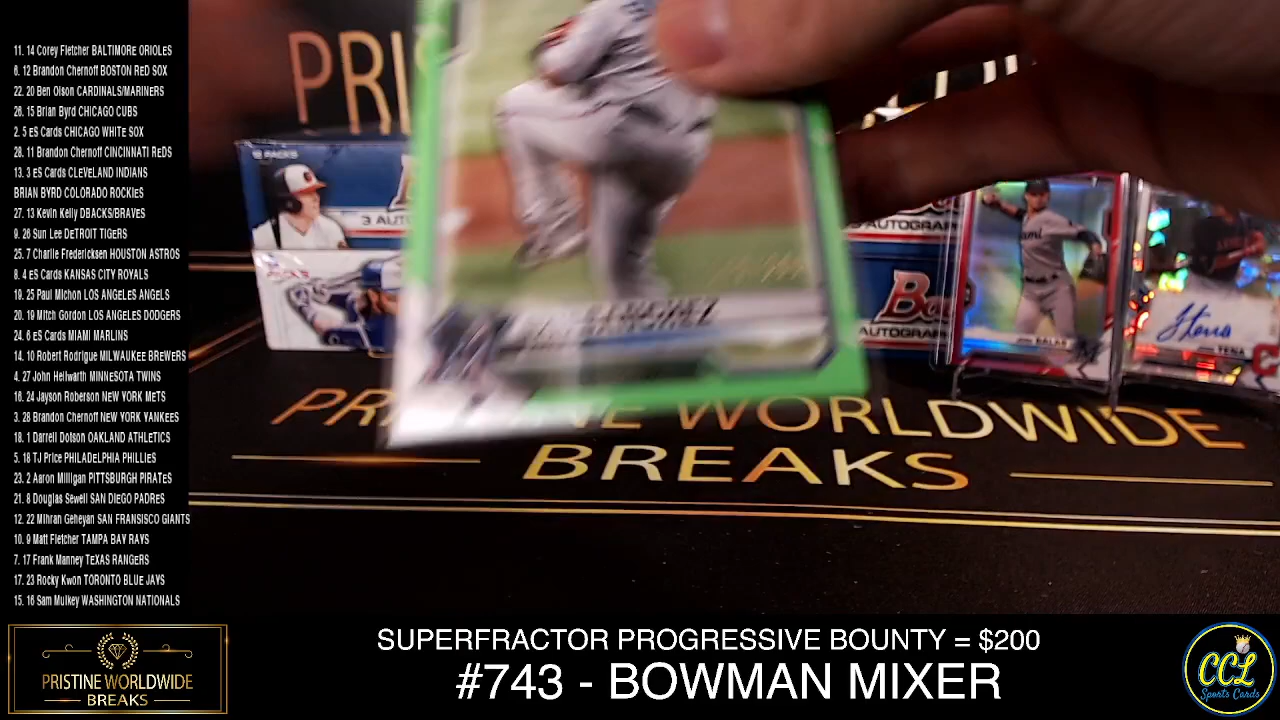 11. 14 Corey Fletcher BALTIMORE ORIOLES
6. 12 Brandon Chernoff BOSTON RED SOX
22. 20 Ben Olson CARDINALS/MARINERS
26. 15 Brian Byrd CHICAGO CUBS
2. 5 eS Cards CHICAGO WHITE SOX
28. 11 Brandon Chernoff CINCINNATI ReDS
13. 3 eS Cards CLeVeLAND INDIANS
BRIAN BYRD COLORADO ROCKIeS
27. 13 Kevin Kelly DBACKS/BRAVES
9. 26 Sun Lee DETROIT TIGERS
25. 7 Charlie Fredericksen HOUSTON ASTROS
8. 4 eS Cards KANSAS CITY ROYALS
19. 25 Paul Michon LOS ANGELeS ANGELS
20. 19 Mitch Gordon LOS ANGELES DODGERS
24. 6 eS Cards MIAMI MARLINS
14. 10 Robert Rodrigue MILWAUKEE BREWERS
4. 27 John Hellwarth MINNeSOTA TWINS
16. 24 Jayson Roberson NEW YORK METS
3. 28 Brandon Chernoff NEW YORK YANKEES
18. 1 Darrell Dotson OAKLAND ATHLETICS
5. 18 TJ Price PHILADeLPHIA PHILLIES
23. 2 Aaron Milligan PITTSBURGH PIRATeS
21. 8 Douglas Sewell SAN DIEGO PADRES
12. 22 Mihran Geheyan SAN FRANSISCO GIANTS
10. 9 Matt Fletcher TAMPA BAY RAYS
7. 17 Frank Manney TeXAS RANGERS
17. 23 Rocky Kwon TORONTO BLUE JAYS
15. 16 Sam Mulkey WASHINGTON NATIONALS
PRI
12 PACKS
3 AUTO
AUTOGRA
Bo
AUTOGRAP
TENA
PRI
WORLDWIDE
BREAKS
PRISTINE WORLDWIDE
BREAKS
SUPERFRACTOR PROGRESSIVE BOUNTY = $200
#743 - BOWMAN MIXER
CCL
Sports Cards